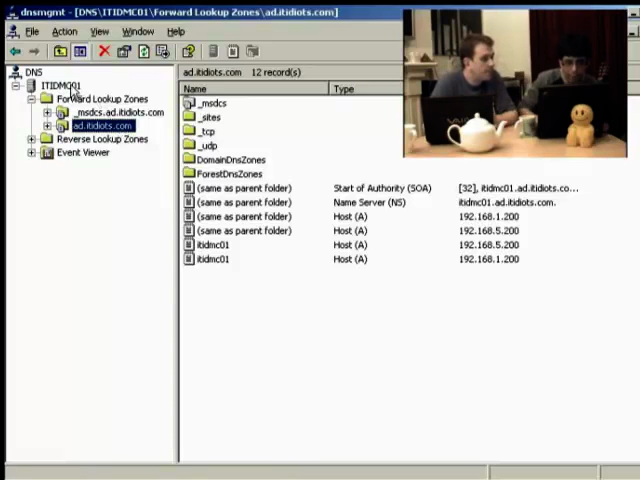 dnsmgmt - [DNS\ITIDMC01\Forward Lookup Zones\ad.itidiots.com]
File Action View Window Help
DNS
ITIDMC01
Forward Lookup Zones
_msdcs.ad.itidiots.com
ad.itidiots.com
Reverse Lookup Zones
Event Viewer
ad.itidiots.com 12 record(s)
Name Type
_msdcs
_sites
_tcp
_udp
DomainDnsZones
ForestDnsZones
(same as parent folder) Start of Authority (SOA) [32], itidmc01.ad.itidiots.co...
(same as parent folder) Name Server (NS) itidmc01.ad.itidiots.com.
(same as parent folder) Host (A) 192.168.1.200
(same as parent folder) Host (A) 192.168.5.200
itidmc01 Host (A) 192.168.5.200
itidmc01 Host (A) 192.168.1.200